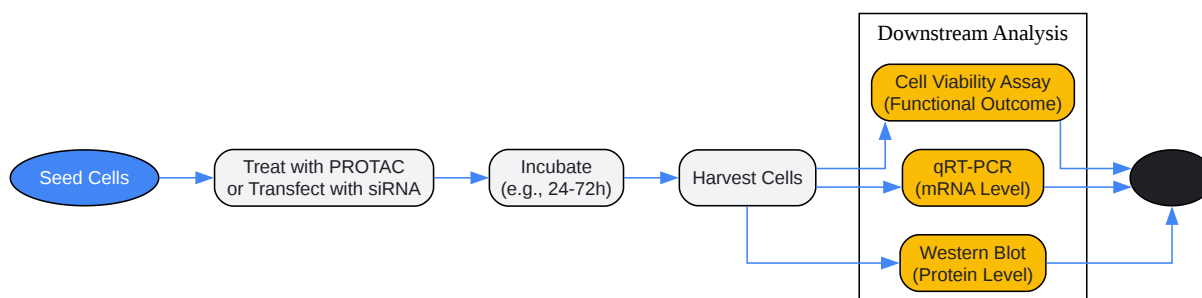 Seed Cells
Treat with PROTAC
or Transfect with siRNA
Incubate
(e.g., 24-72h)
Harvest Cells
Downstream Analysis
Cell Viability Assay
(Functional Outcome)
qRT-PCR
(mRNA Level)
Western Blot
(Protein Level)